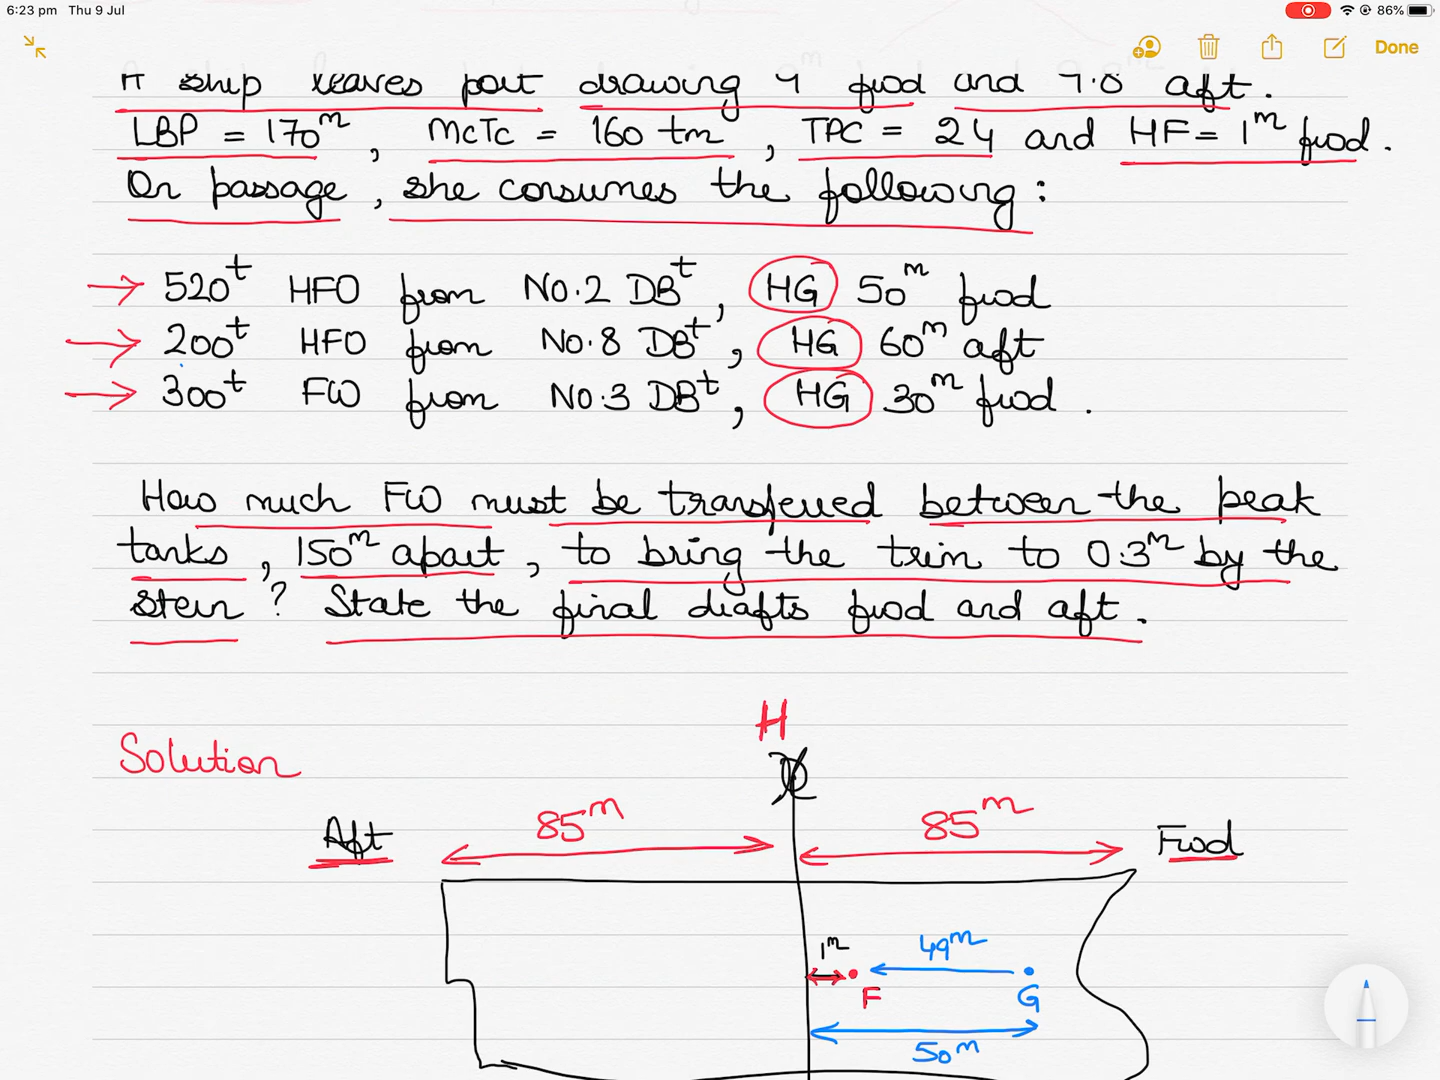 6:23 pm Thu 9 Jul
86%
Done
ship leaves port drawing fwd and aft.
LBP = 170m, MCTC = 160 tm, TPC = 24 and HF = 1m fwd.
On passage, she consumes the following:
520t HFO from No.2 DBt, HG 50m fwd
200t HFO from No.8 DBt, HG 60m aft
300t FW from No.3 DBt, HG 30m fwd.
How much FW must be transferred between the peak
tanks, 150m apart, to bring the trim to 0.3m by the
stern? State the final drafts fwd and aft.
H
Solution
Aft 85m 85m Fwd
1m 49m
F G
50m